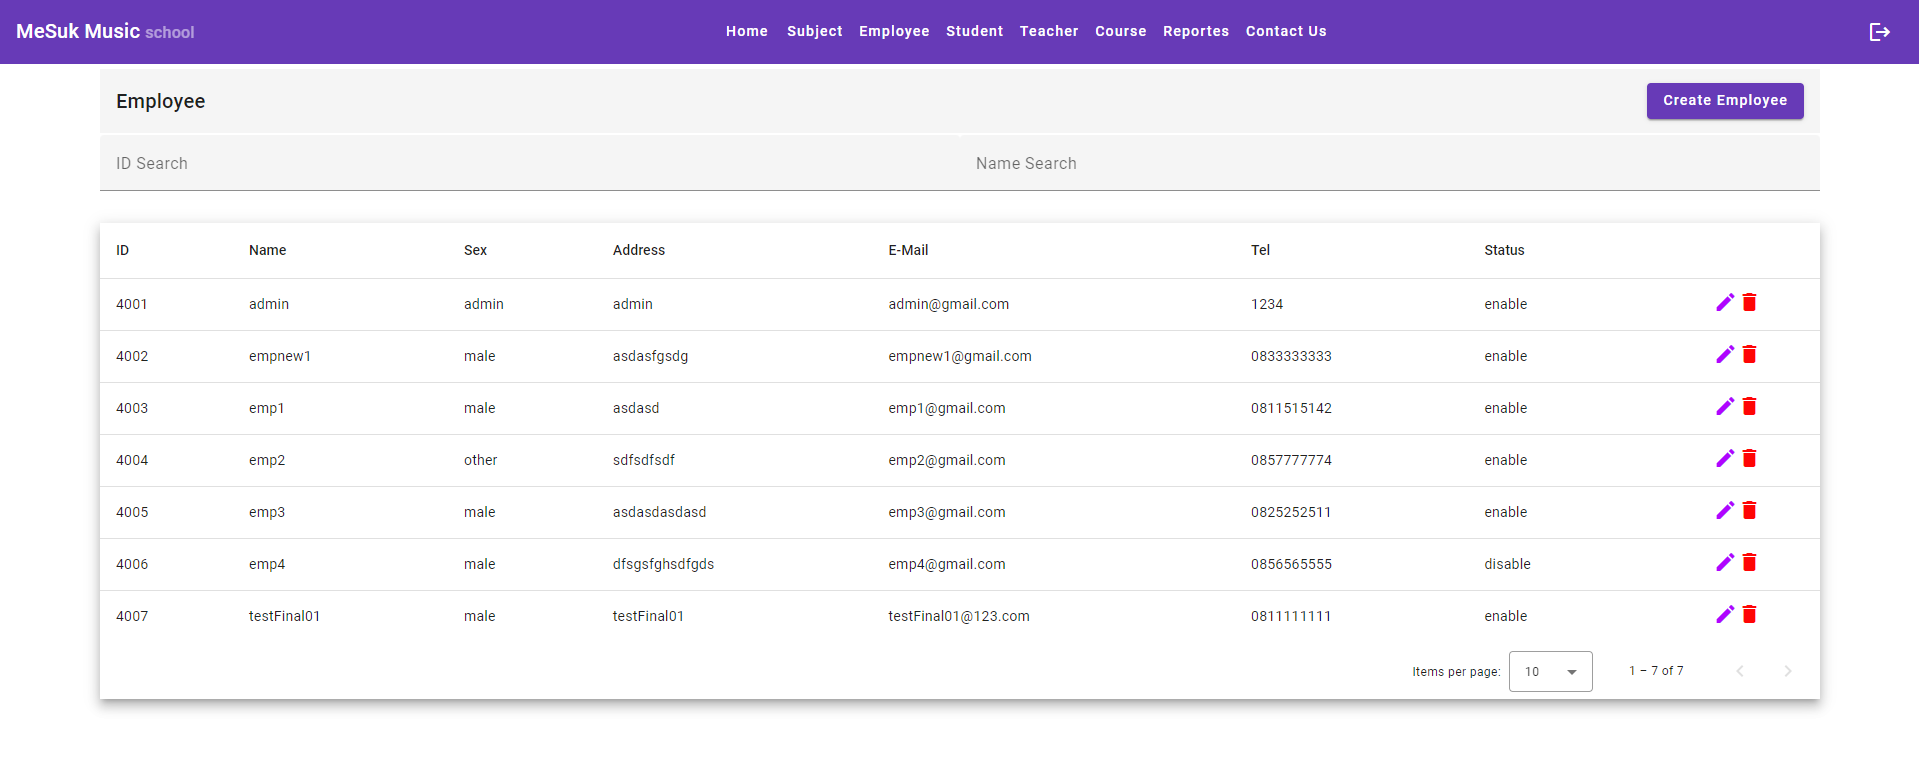 MeSuk Music school Home Subject Employee Student Teacher Course Reportes Contact Us
Employee Create Employee
ID Search Name Search
ID Name Sex Address E-Mail Tel Status
4001 admin admin admin admin@gmail.com 1234 enable
4002 empnew1 male asdasfgsdg empnew1@gmail.com 0833333333 enable
4003 emp1 male asdasd emp1@gmail.com 0811515142 enable
4004 emp2 other sdfsdfsdf emp2@gmail.com 0857777774 enable
4005 emp3 male asdasdasdasd emp3@gmail.com 0825252511 enable
4006 emp4 male dfsgsfghsdfgds emp4@gmail.com 0856565555 disable
4007 testFinal01 male testFinal01 testFinal01@123.com 0811111111 enable
Items per page: 10 1 – 7 of 7